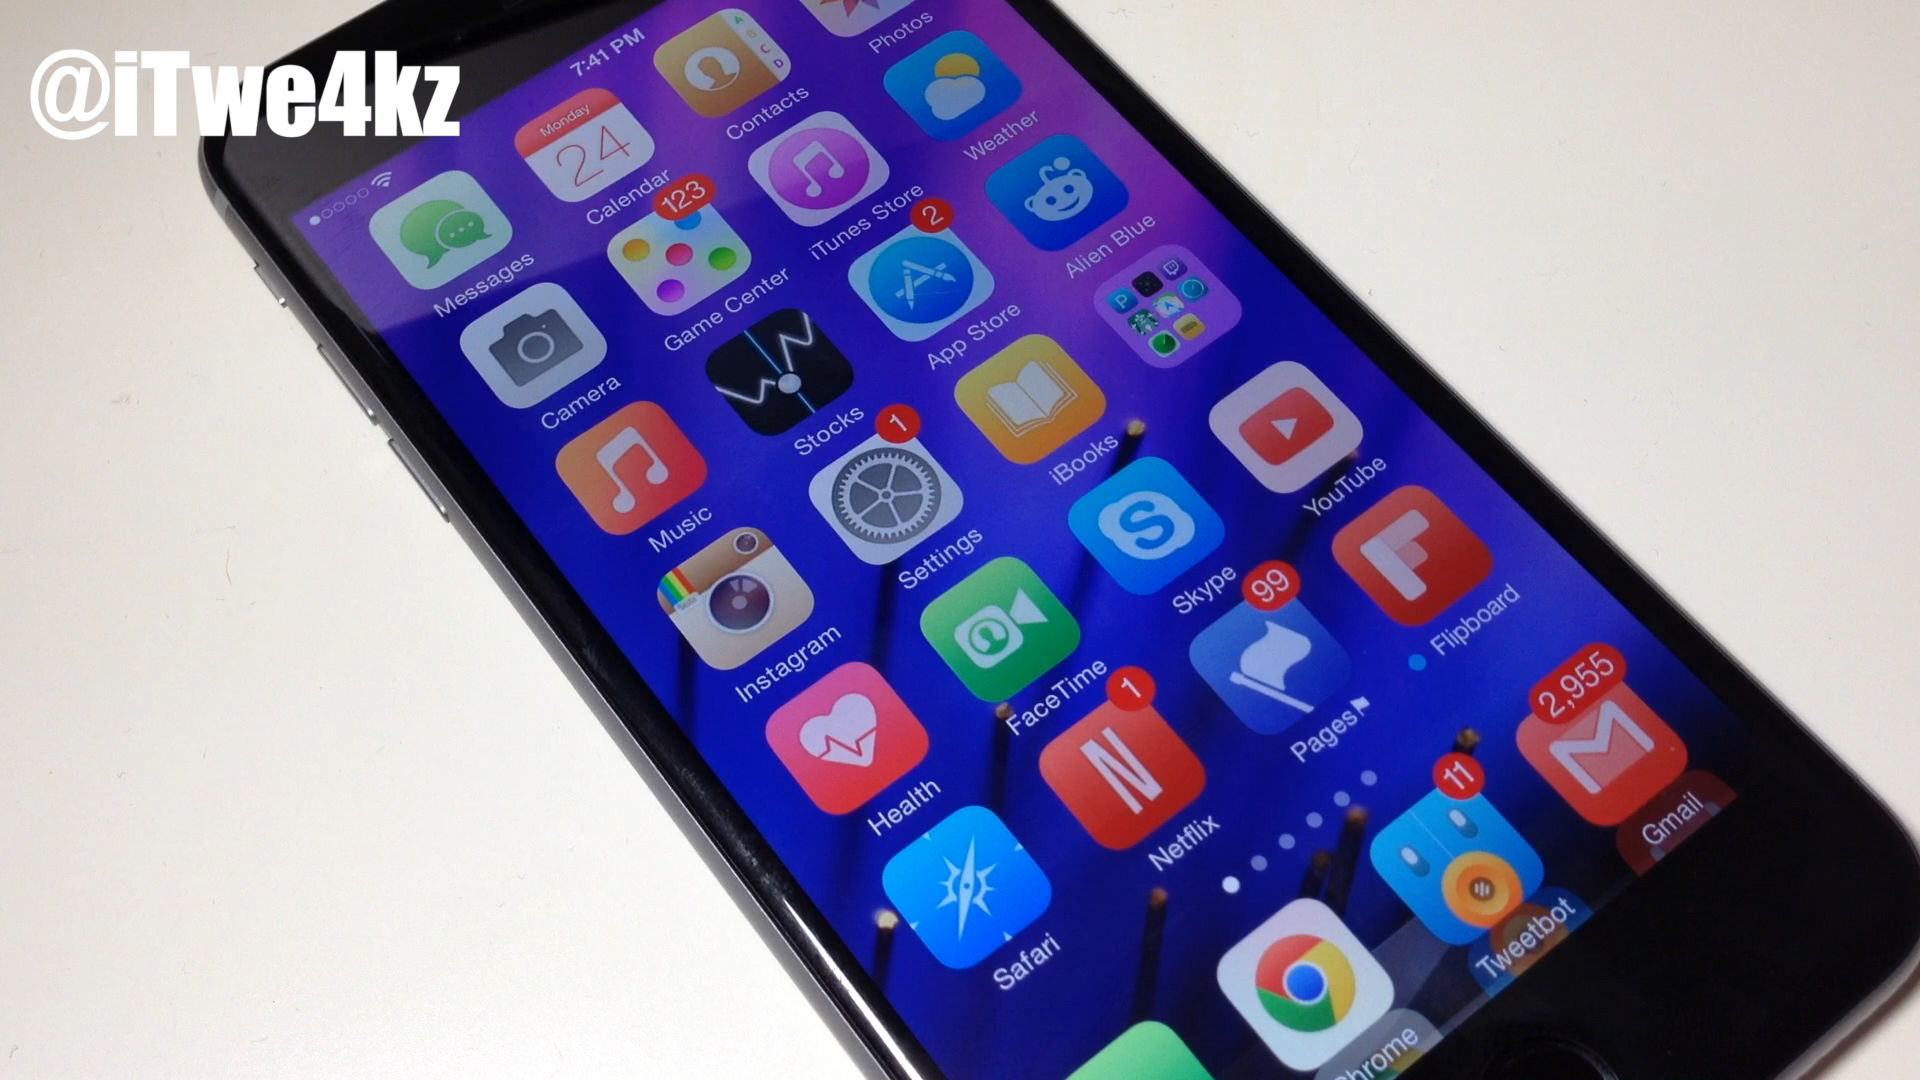 @iTwe4kz
7:41 PM
Messages
Monday
24
Calendar
A
B
C
D
Contacts
Photos
Camera
123
Game Center
iTunes Store
Weather
Music
Stocks
2
App Store
Alien Blue
Instagram
1
Settings
iBooks
P
Health
FaceTime
S
Skype
YouTube
Safari
1
N
Netflix
99
Pages
F
Flipboard
Chrome
11
Tweetbot
2,955
M
Gmail